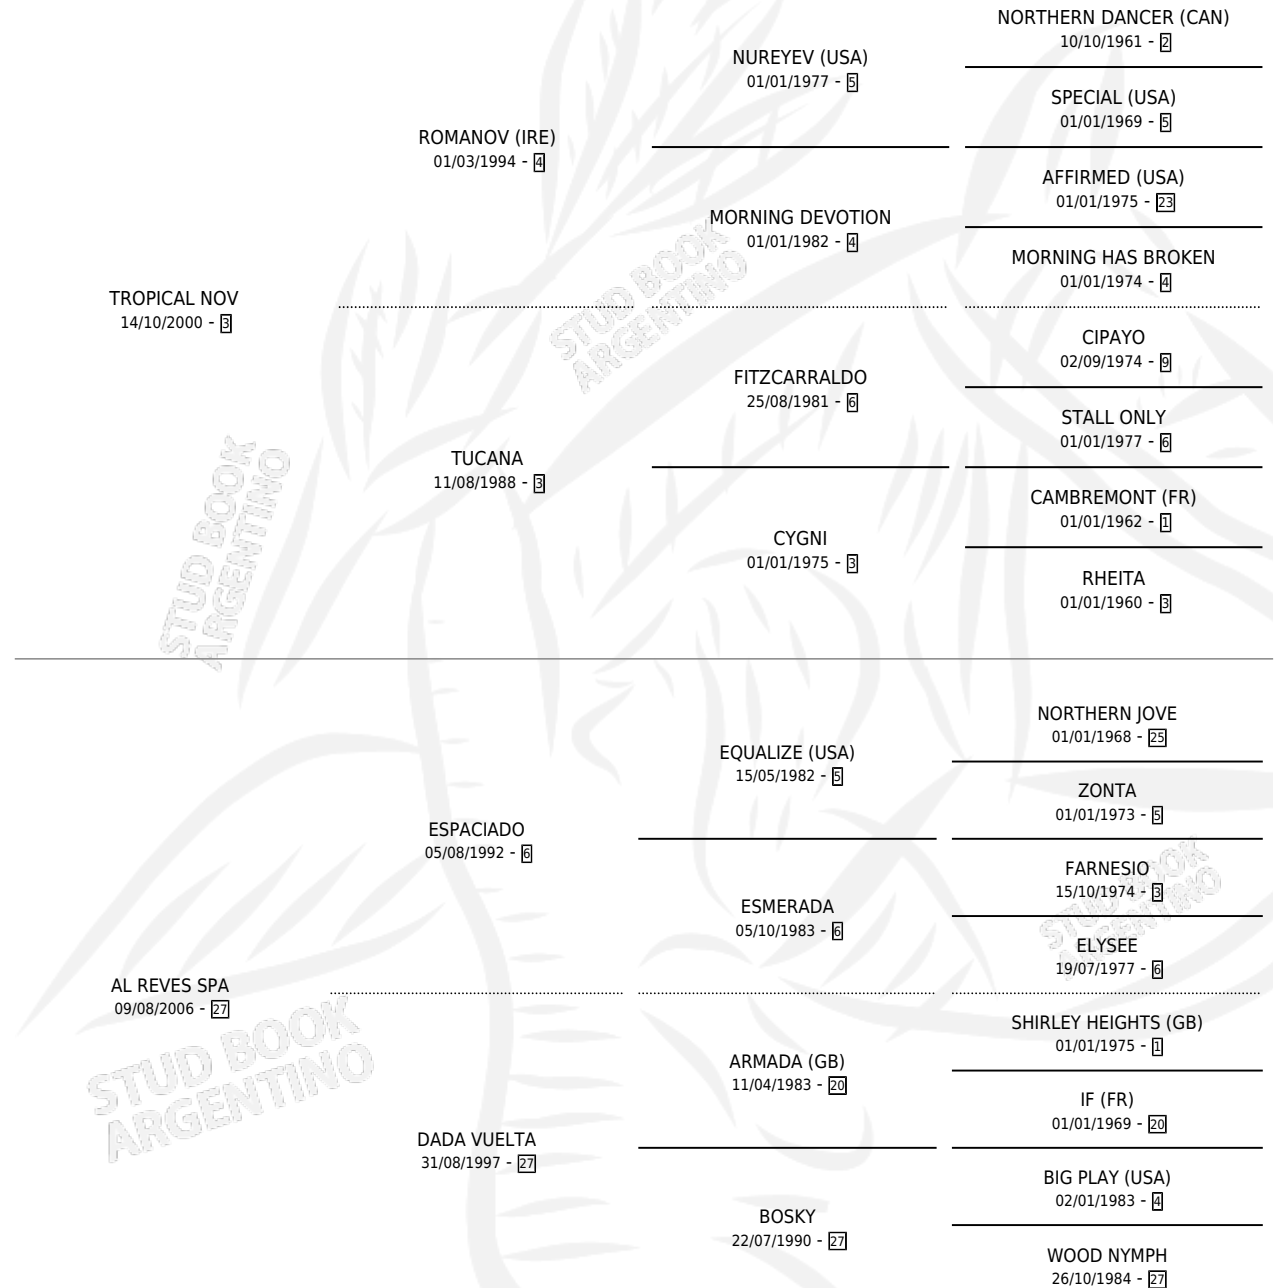 NORTHERN DANCER (CAN)
10/10/1961 - 2
NUREYEV (USA)
01/01/1977 - 5
SPECIAL (USA)
01/01/1969 - 5
ROMANOV (IRE)
01/03/1994 - 4
AFFIRMED (USA)
01/01/1975 - 23
MORNING DEVOTION
01/01/1982 - 4
MORNING HAS BROKEN
01/01/1974 - 4
TROPICAL NOV
14/10/2000 - 3
CIPAYO
02/09/1974 - 9
FITZCARRALDO
25/08/1981 - 6
STALL ONLY
01/01/1977 - 6
TUCANA
11/08/1988 - 3
CAMBREMONT (FR)
01/01/1962 - 1
CYGNI
01/01/1975 - 3
RHEITA
01/01/1960 - 3
NORTHERN JOVE
01/01/1968 - 25
EQUALIZE (USA)
15/05/1982 - 5
ZONTA
01/01/1973 - 5
ESPACIADO
05/08/1992 - 6
FARNESIO
15/10/1974 - 3
ESMERADA
05/10/1983 - 6
ELYSEE
19/07/1977 - 6
AL REVES SPA
09/08/2006 - 27
SHIRLEY HEIGHTS (GB)
01/01/1975 - 1
ARMADA (GB)
11/04/1983 - 20
IF (FR)
01/01/1969 - 20
DADA VUELTA
31/08/1997 - 27
BIG PLAY (USA)
02/01/1983 - 4
BOSKY
22/07/1990 - 27
WOOD NYMPH
26/10/1984 - 27
STUD BOOK
ARGENTINO
STUD BOOK
ARGENTINO
STUD BOOK
ARGENTINO
STUD BOOK
ARGENTINO